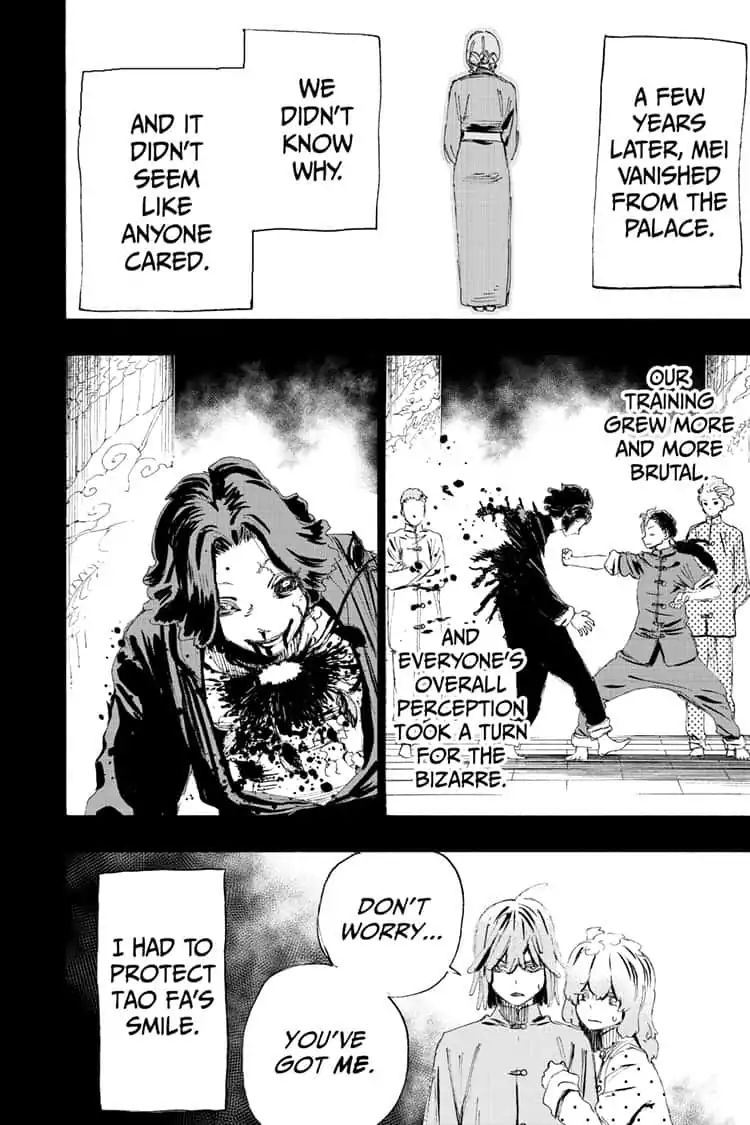 A FEW
YEARS
LATER, MEI
VANISHED
FROM THE
PALACE.
WE
DIDN'T
KNOW
WHY.
AND IT
DIDN'T
SEEM
LIKE
ANYONE
CARED.
OUR
TRAINING
GREW MORE
AND MORE
BRUTAL.
AND
EVERYONE'S
OVERALL
PERCEPTION
TOOK A TURN
FOR THE
BIZARRE.
DON'T
WORRY...
YOU'VE
GOT ME.
I HAD TO
PROTECT
TAO FA'S
SMILE.